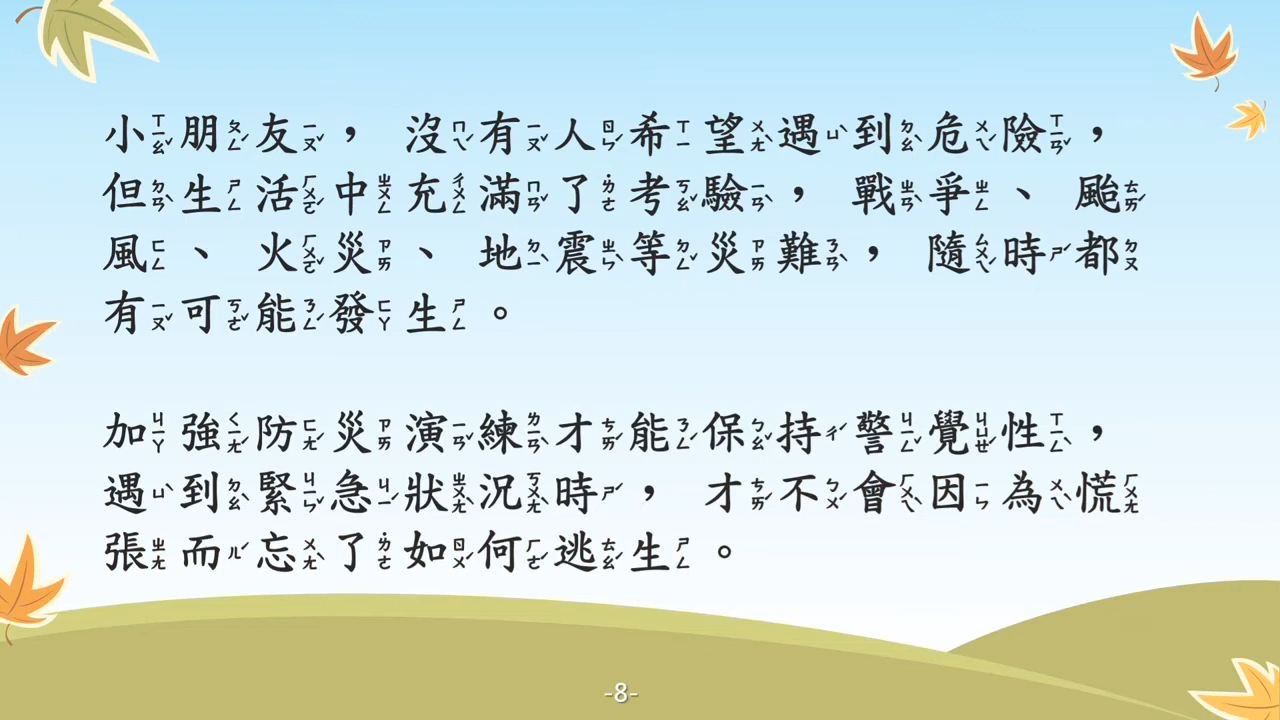 小朋友，沒有人希望遇到危險，
但生活中充滿了考驗，戰爭、颱
風、火災、地震等災難，隨時都
有可能發生。
加強防災演練才能保持警覺性，
遇到緊急狀況時，才不會因為慌
張而忘了如何逃生。
-8-